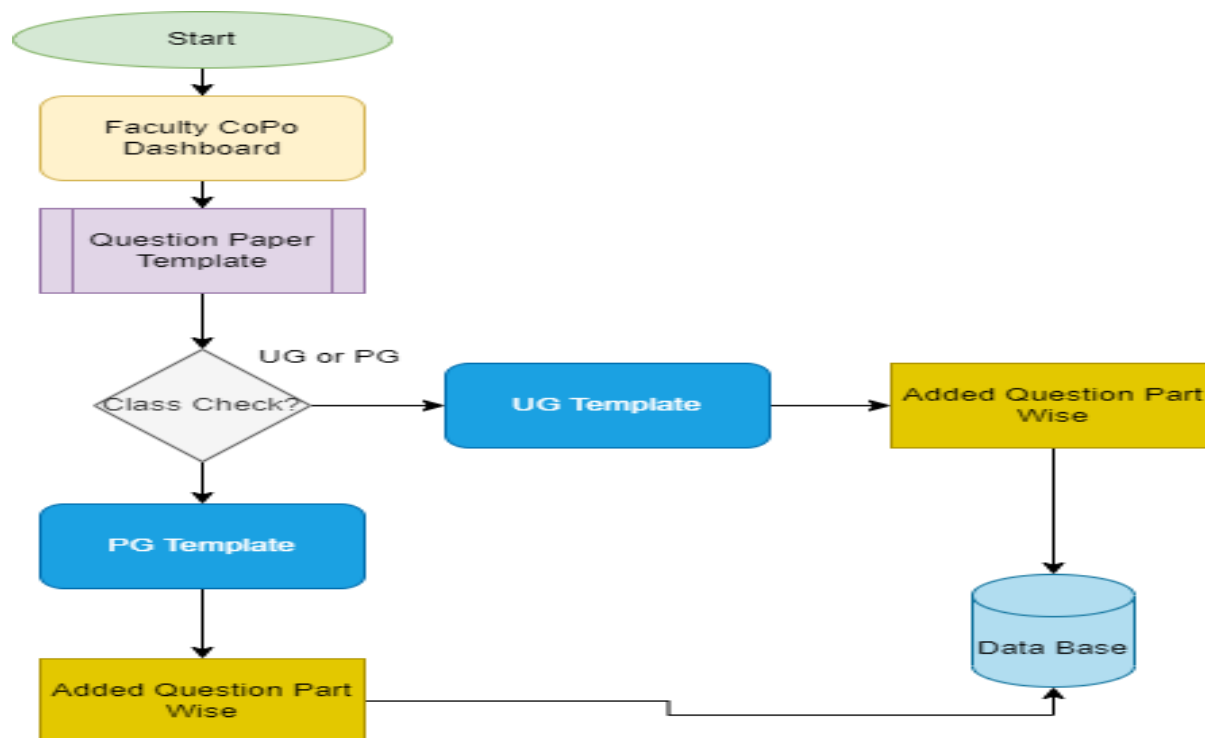 Start
Faculty CoPo
Dashboard
Question Paper
Template
UG or PG
Class Check?
UG Template
Added Question Part
Wise
PG Template
Data Base
Added Question Part
Wise